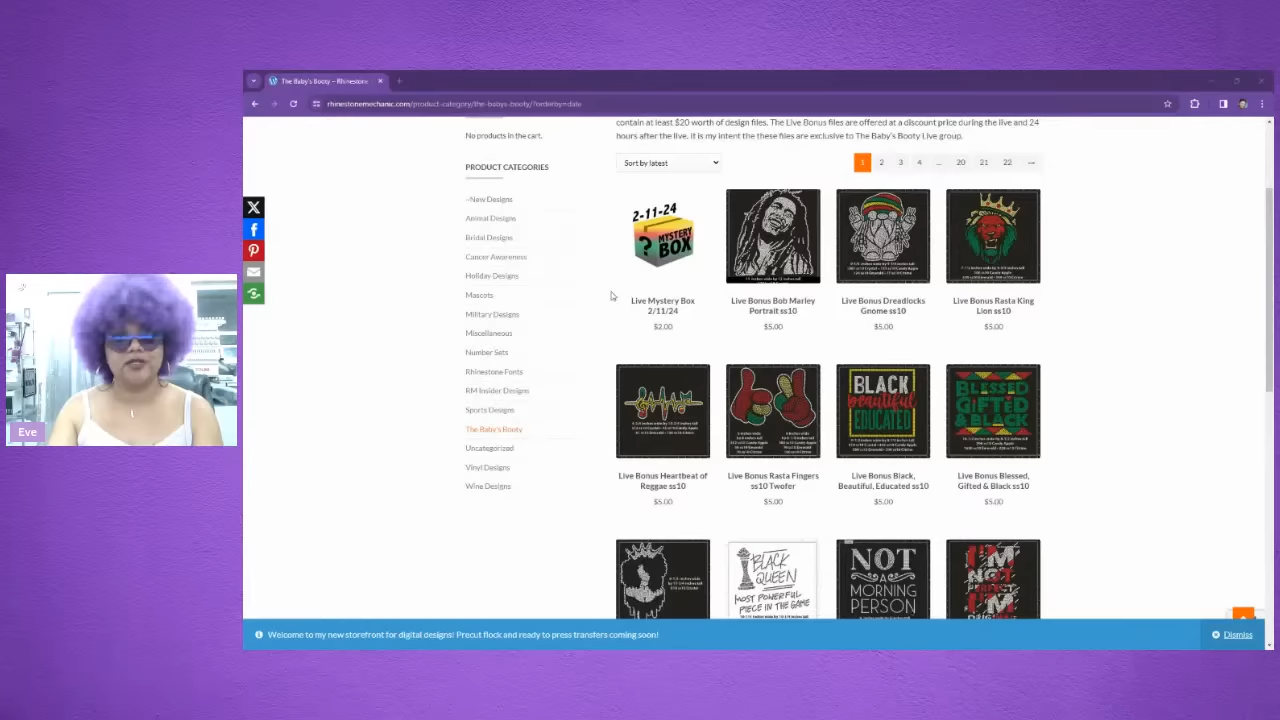 The Baby's Booty – Rhinestone
rhinestonemechanic.com/product-category/the-babys-booty/?orderby=date
contain at least $20 worth of design files. The Live Bonus files are offered at a discount price during the live and 24
hours after the live. It is my intent the these files are exclusive to The Baby's Booty Live group.
No products in the cart.
Sort by latest
1 2 3 4 ... 20 21 22 →
PRODUCT CATEGORIES
~New Designs
Animal Designs
Bridal Designs
Cancer Awareness
Holiday Designs
Mascots
Military Designs
Miscellaneous
Number Sets
Rhinestone Fonts
RM Insider Designs
Sports Designs
The Baby's Booty
Uncategorized
Vinyl Designs
Wine Designs
2-11-24
? MYSTERY
BOX
Live Mystery Box
2/11/24
$2.00
Live Bonus Bob Marley
Portrait ss10
$5.00
Live Bonus Dreadlocks
Gnome ss10
$5.00
Live Bonus Rasta King
Lion ss10
$5.00
Live Bonus Heartbeat of
Reggae ss10
$5.00
Live Bonus Rasta Fingers
ss10 Twofer
$5.00
BLACK
beautiful
EDUCATED
Live Bonus Black,
Beautiful, Educated ss10
$5.00
BLESSED
GIFTED
& BLACK
Live Bonus Blessed,
Gifted & Black ss10
$5.00
BLACK
QUEEN
MOST POWERFUL
PIECE IN THE GAME
NOT
A
MORNING
PERSON
I'M
NOT
PERFECT
I'M
Eve
Welcome to my new storefront for digital designs! Precut flock and ready to press transfers coming soon!
Dismiss